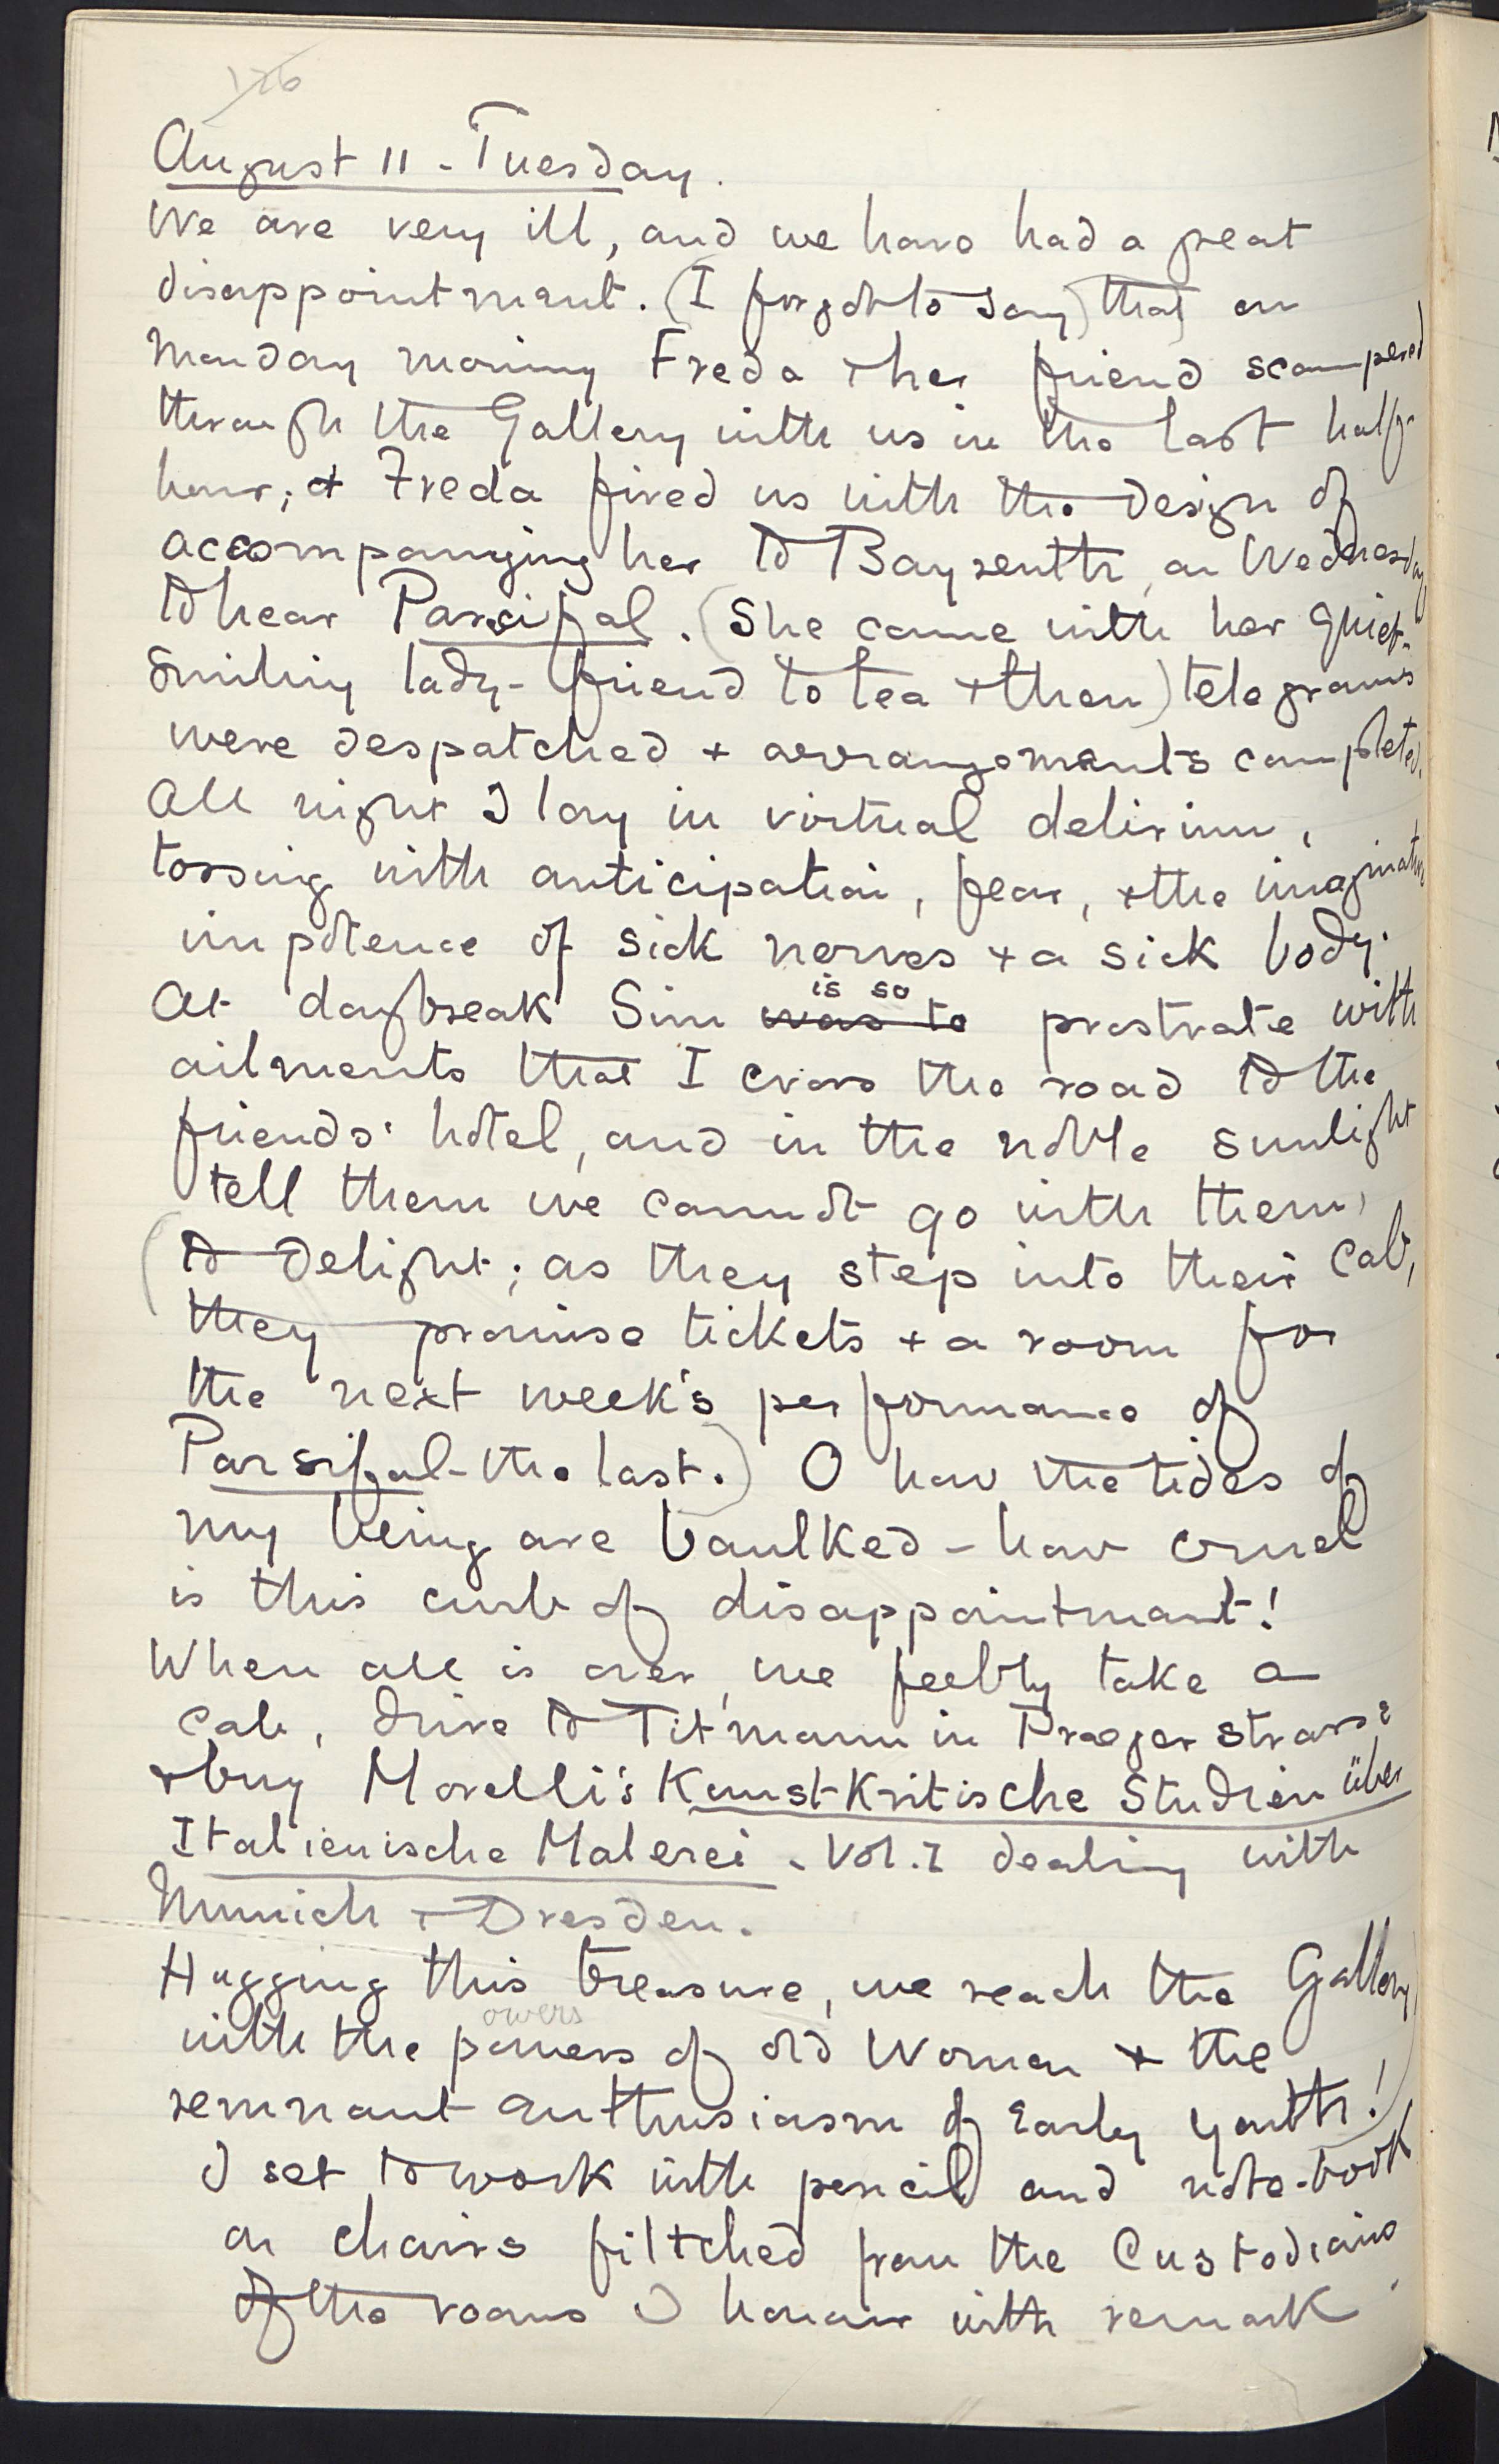 126
August 11 - Tuesday.
We are very ill, and we have had a great
disappointment. (I forgot to say) that on
Monday morning Freda + her friend scampered
through the Gallery with us in the last half-
hour; + Freda fired us with the design of
accompanying her to Bayreuth on Wednesday
to hear Parsifal. (She came with her quiet-
smiling lady-friend to tea + then) telegrams
were despatched + arrangements completed.
All night I lay in virtual delirium,
tossing with anticipation, fear, + the imaginative
impotence of sick nerves + a sick body.
At daybreak Sim was to is so prostrate with
ailments that I cross the road to the
friends' hotel, and in the noble sunlight
tell them we cannot go with them,
(to delight; as they step into their cab,
they promise tickets + a room for
the next week's performance of
Parsifal - the last.) O how the tides of
my being are baulked - how cruel
is this curb of disappointment!
When all is over, we feebly take a
cab, drive to Titmann in Prager Strasse
+ buy Morelli's Kunst-Kritische Studien über
Italienische Malerei. Vol. I dealing with
Munich + Dresden.
Hugging this treasure, we reach the Gallery,
owers
with the powers of old Women + the
remnant enthusiasm of early youth!)
I set to work with pencil and note-book
on chairs filtched from the Custodians
of the rooms I honour with remark